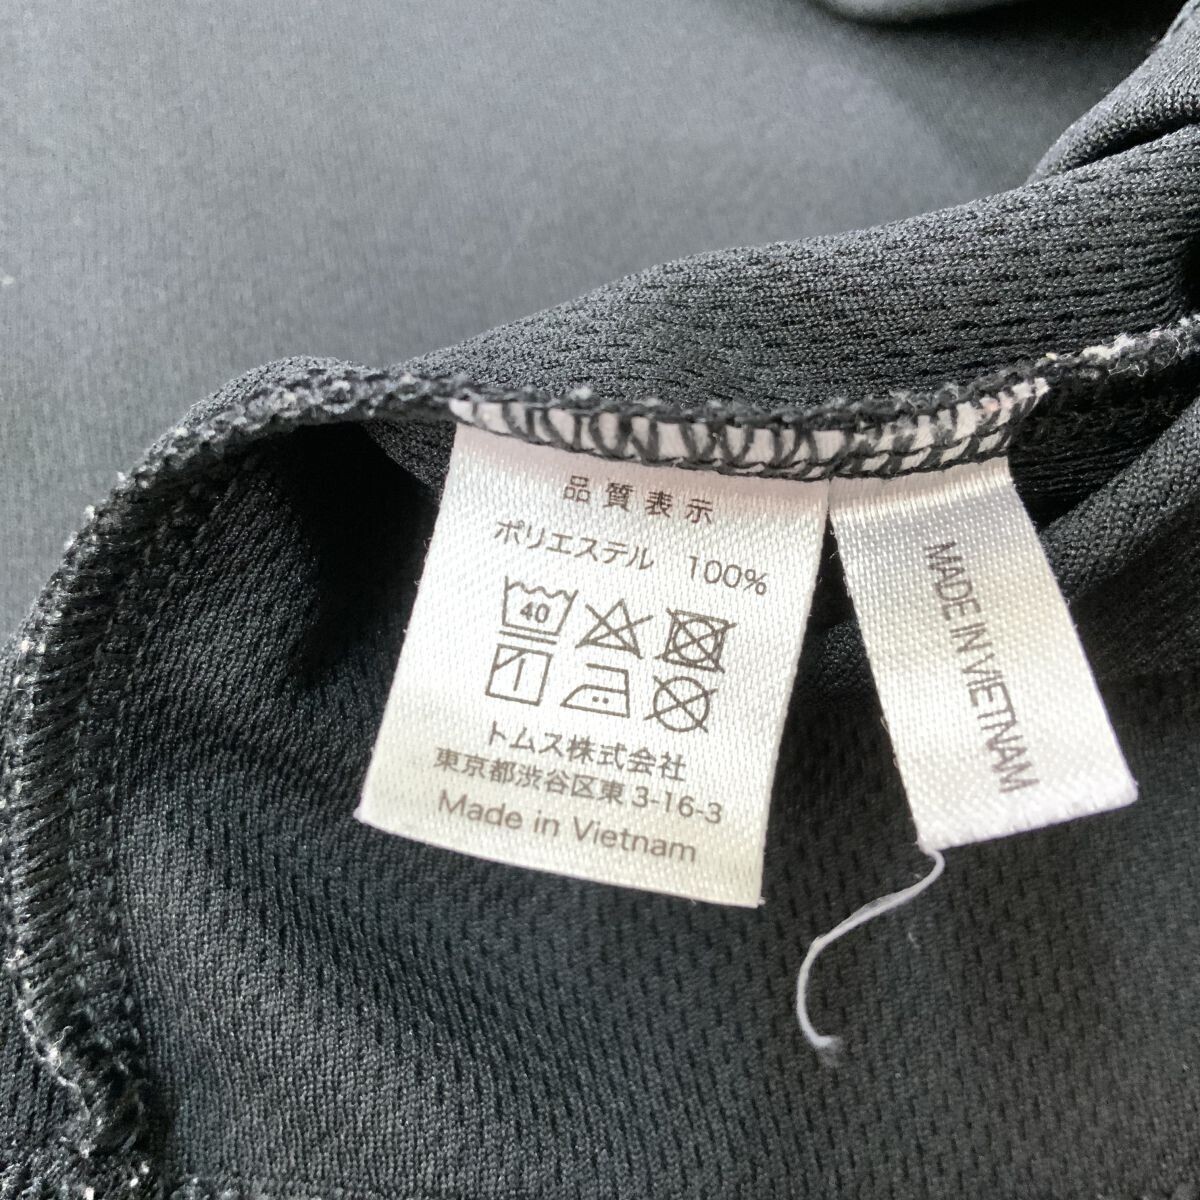 品質表示
ポリエステル 100%
40
トムス株式会社
東京都渋谷区東 3-16-3
Made in Vietnam
MADE IN VIETNAM